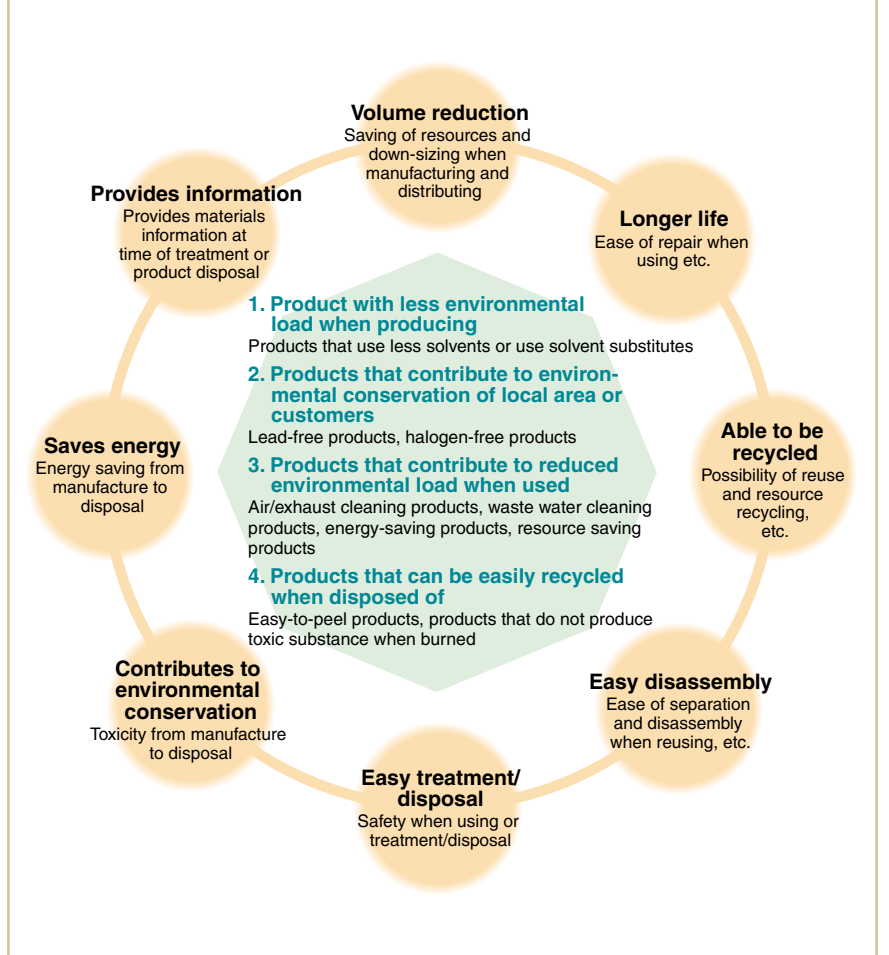 Volume reduction
Saving of resources and
down-sizing when
manufacturing and
distributing
Longer life
Ease of repair when
using etc.
Able to be
recycled
Possibility of reuse
and resource
recycling,
etc.
Easy disassembly
Ease of separation
and disassembly
when reusing, etc.
Easy treatment/
disposal
Safety when using or
treatment/disposal
Contributes to
environmental
conservation
Toxicity from manufacture
to disposal
Saves energy
Energy saving from
manufacture to
disposal
Provides information
Provides materials
information at
time of treatment or
product disposal
1. Product with less environmental
load when producing
Products that use less solvents or use solvent substitutes
2. Products that contribute to environ-
mental conservation of local area or
customers
Lead-free products, halogen-free products
3. Products that contribute to reduced
environmental load when used
Air/exhaust cleaning products, waste water cleaning
products, energy-saving products, resource saving
products
4. Products that can be easily recycled
when disposed of
Easy-to-peel products, products that do not produce
toxic substance when burned